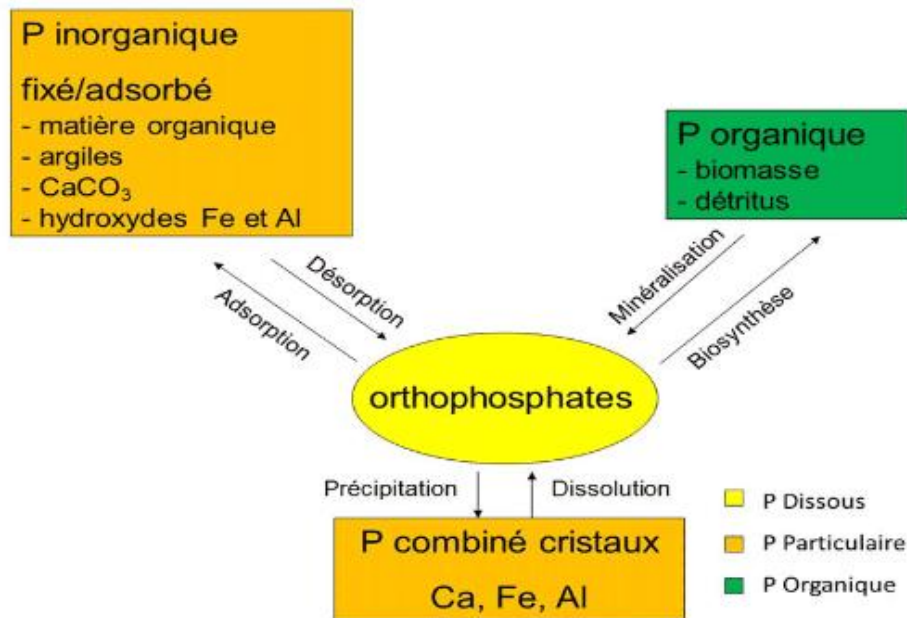 P inorganique
fixé/adsorbé
- matière organique
- argiles
- CaCO₃
- hydroxydes Fe et Al
P organique
- biomasse
- détritus
Désorption
Adsorption
Minéralisation
Biosynthèse
orthophosphates
Précipitation
Dissolution
P combiné cristaux
Ca, Fe, Al
P Dissous
P Particulaire
P Organique